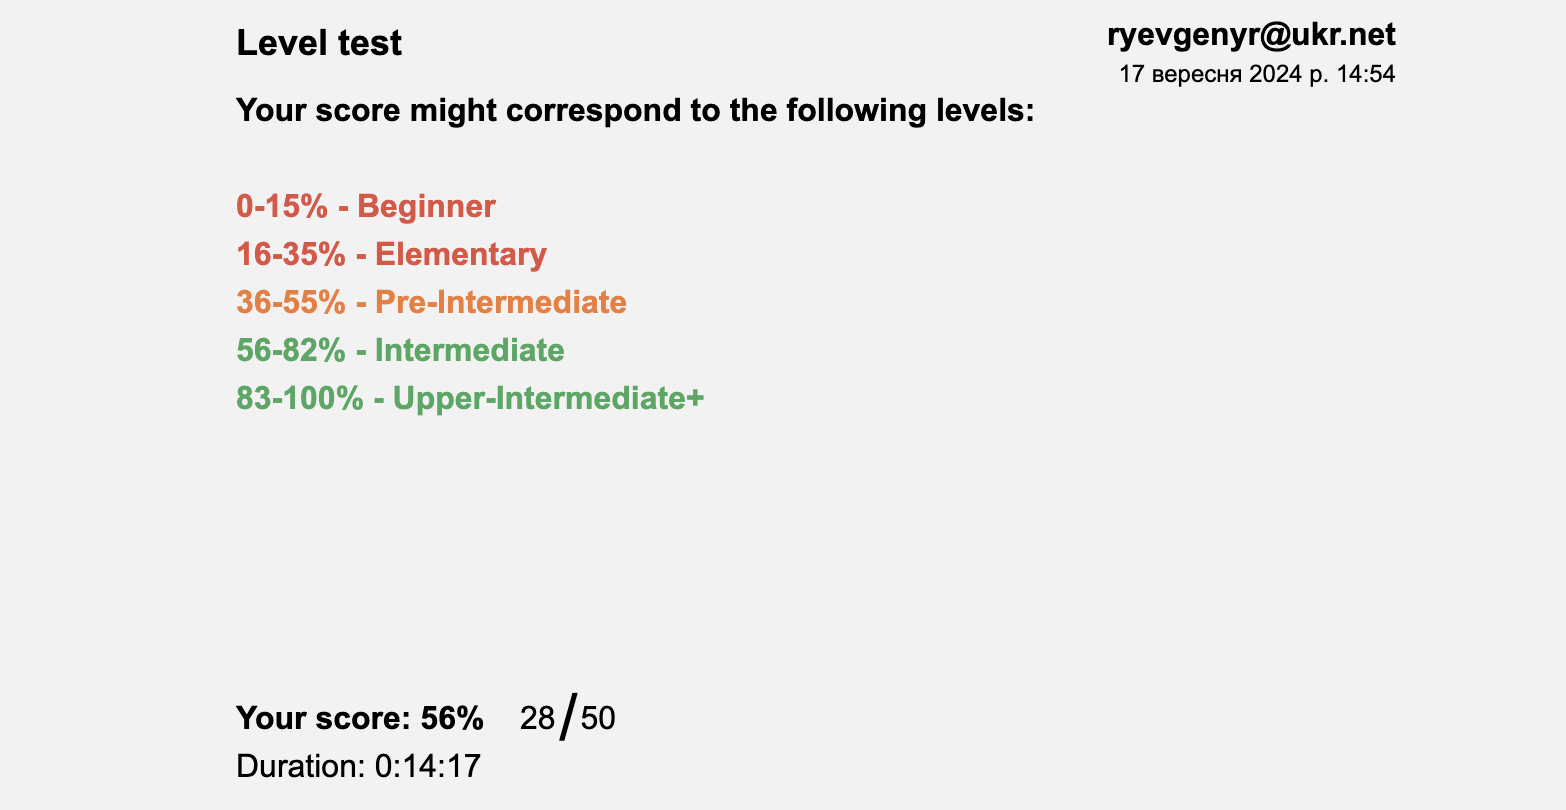 Level test
ryevgenyr@ukr.net
17 вересня 2024 р. 14:54
Your score might correspond to the following levels:
0-15% - Beginner
16-35% - Elementary
36-55% - Pre-Intermediate
56-82% - Intermediate
83-100% - Upper-Intermediate+
Your score: 56% 28/50
Duration: 0:14:17